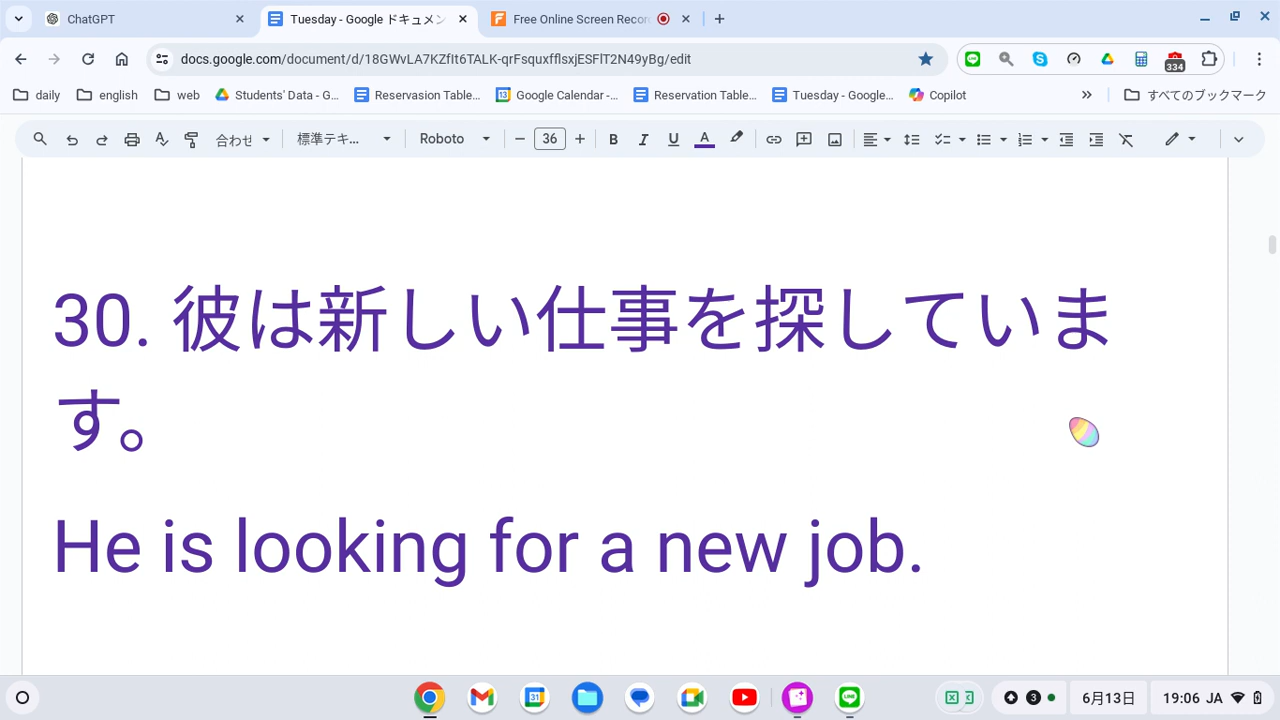 ChatGPT
Tuesday - Google ドキュメン
Free Online Screen Recor
docs.google.com/document/d/18GWvLA7KZfIt6TALK-qrFsquxfflsxjESFlT2N49yBg/edit
334
daily
english
web
Students' Data - G...
Reservasion Table...
Google Calendar -...
Reservation Table...
Tuesday - Google...
Copilot
»
すべてのブックマーク
合わせ
標準テキ...
Roboto
36
30. 彼は新しい仕事を探していま
す。
He is looking for a new job.
31
3
6月13日
19:06 JA